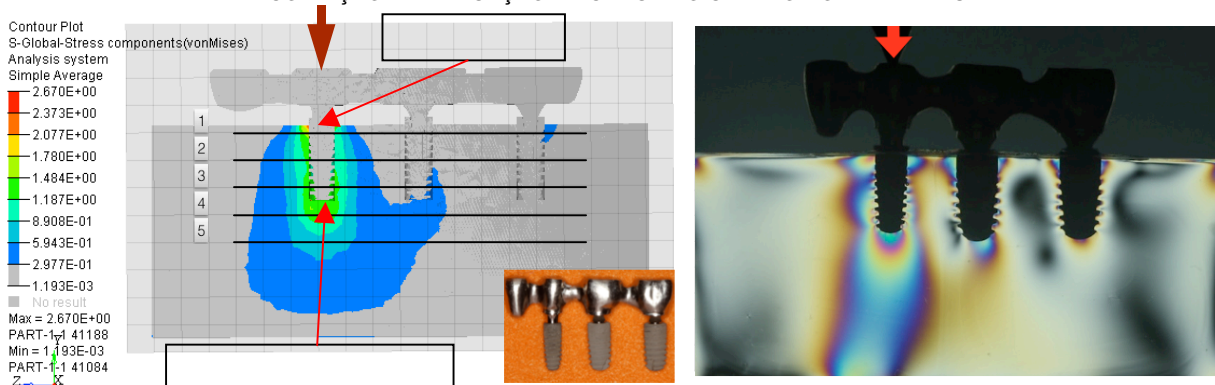 Contour Plot
S-Global-Stress components(vonMises)
Analysis system
Simple Average
2.670E+00
2.373E+00
2.077E+00
1.780E+00
1.484E+00
1.187E+00
8.908E-01
5.943E-01
2.977E-01
1.193E-03
No result
Max = 2.670E+00
PART-1-1 41188
Min = 1.193E-03
PART-1-1 41084
Y
Z X
1
2
3
4
5